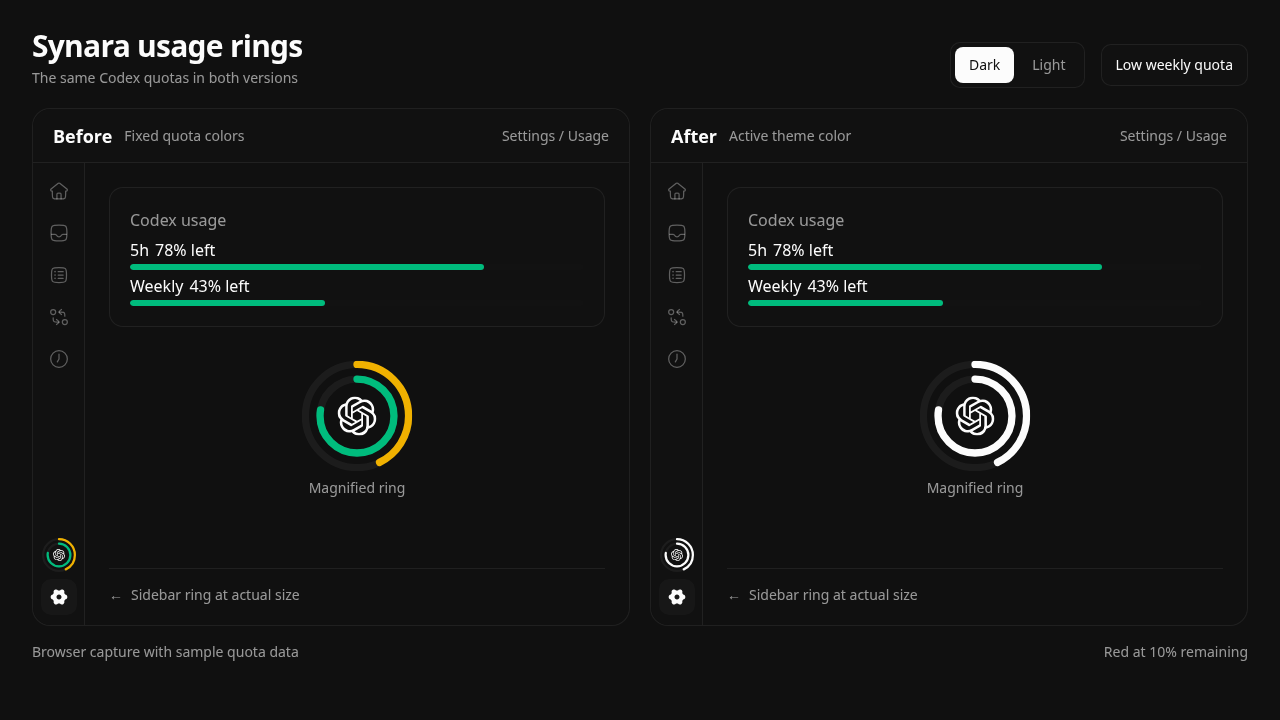 Synara usage rings
The same Codex quotas in both versions
Dark
Light
Low weekly quota
Before Fixed quota colors
Settings / Usage
Codex usage
5h 78% left
Weekly 43% left
Magnified ring
← Sidebar ring at actual size
After Active theme color
Settings / Usage
Codex usage
5h 78% left
Weekly 43% left
Magnified ring
← Sidebar ring at actual size
Browser capture with sample quota data
Red at 10% remaining